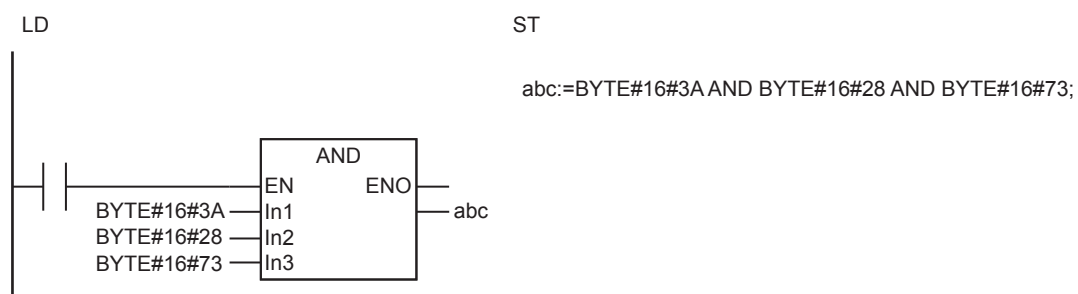 LD
ST
abc:=BYTE#16#3A AND BYTE#16#28 AND BYTE#16#73;
AND
EN ENO
BYTE#16#3A In1 abc
BYTE#16#28 In2
BYTE#16#73 In3